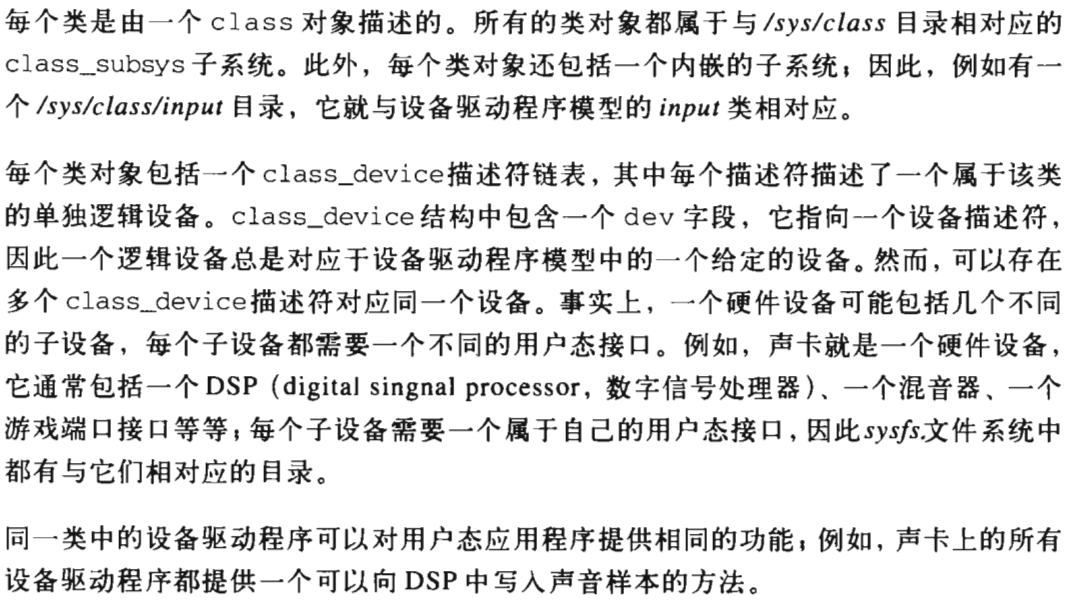 每个类是由一个 class 对象描述的。所有的类对象都属于与 /sys/class 目录相对应的
class_subsys 子系统。此外，每个类对象还包括一个内嵌的子系统；因此，例如有一
个 /sys/class/input 目录，它就与设备驱动程序模型的 input 类相对应。
每个类对象包括一个 class_device 描述符链表，其中每个描述符描述了一个属于该类
的单独逻辑设备。class_device 结构中包含一个 dev 字段，它指向一个设备描述符，
因此一个逻辑设备总是对应于设备驱动程序模型中的一个给定的设备。然而，可以存在
多个 class_device 描述符对应同一个设备。事实上，一个硬件设备可能包括几个不同
的子设备，每个子设备都需要一个不同的用户态接口。例如，声卡就是一个硬件设备，
它通常包括一个 DSP（digital singnal processor，数字信号处理器）、一个混音器、一个
游戏端口接口等等；每个子设备需要一个属于自己的用户态接口，因此 sysfs 文件系统中
都有与它们相对应的目录。
同一类中的设备驱动程序可以对用户态应用程序提供相同的功能；例如，声卡上的所有
设备驱动程序都提供一个可以向 DSP 中写入声音样本的方法。